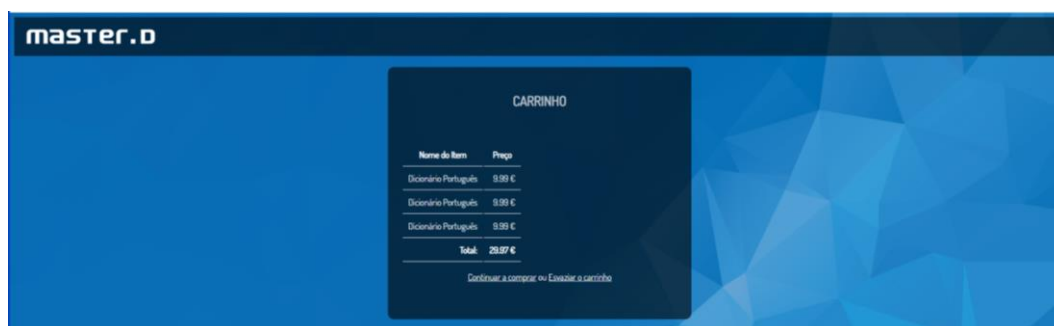 master.D
CARRINHO
Nome do Item Preço
Dicionário Português 9.99 €
Dicionário Português 9.99 €
Dicionário Português 9.99 €
Total: 29.97 €
Continuar a comprar ou Esvaziar o carrinho